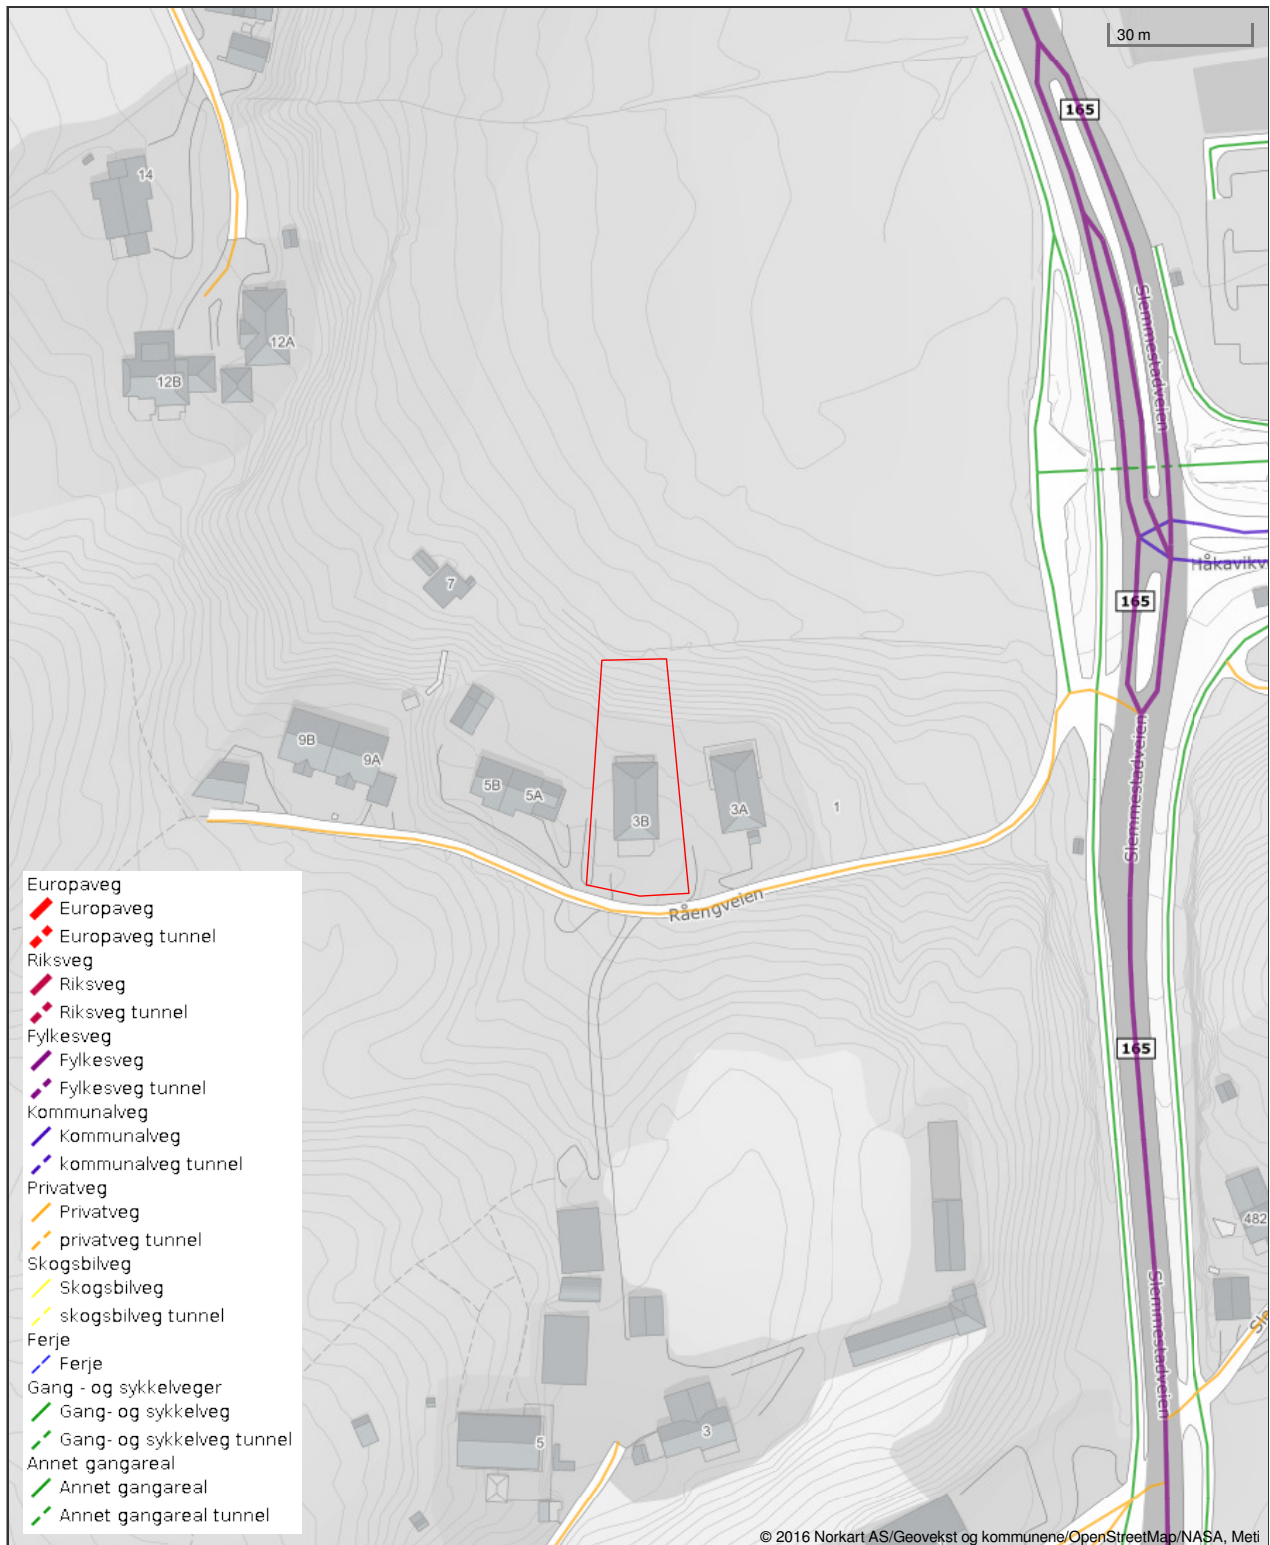 30 m
165
14
Slemmestadveien
12A
12B
Håkavikv
7
165
9B
9A
5B
5A
3B
3A
1
Slemmestadveien
Råengveien
165
Europaveg
Europaveg
Europaveg tunnel
Riksveg
Riksveg
Riksveg tunnel
Fylkesveg
Fylkesveg
Fylkesveg tunnel
Kommunalveg
Kommunalveg
kommunalveg tunnel
Privatveg
Privatveg
privatveg tunnel
Skogsbilveg
Skogsbilveg
skogsbilveg tunnel
Ferje
Ferje
Gang - og sykkelveger
Gang- og sykkelveg
Gang- og sykkelveg tunnel
Annet gangareal
Annet gangareal
Annet gangareal tunnel
482
Slemmestadveien
Sle
3
5
© 2016 Norkart AS/Geovekst og kommunene/OpenStreetMap/NASA, Meti